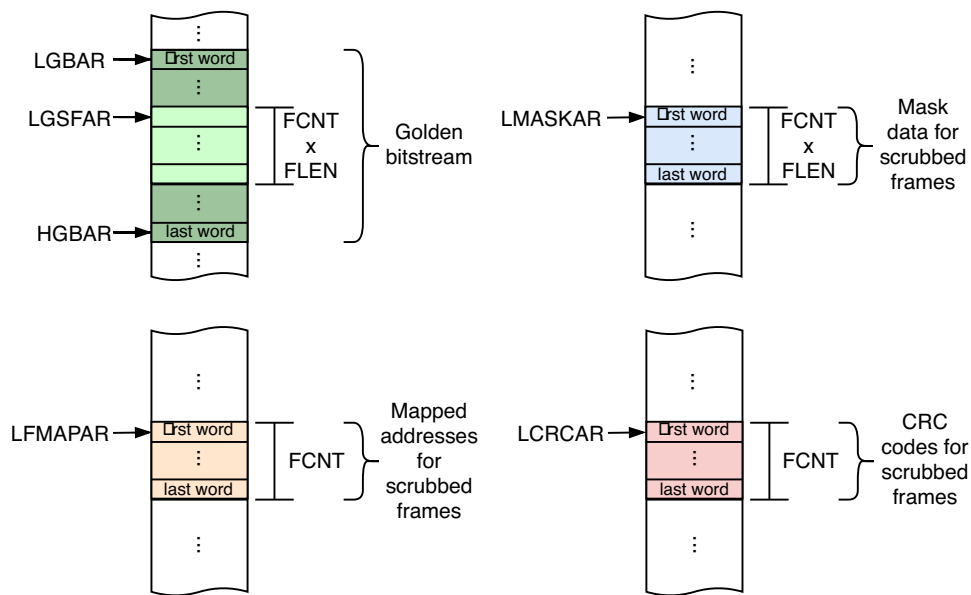 LGBAR
□rst word
LGSFAR
FCNT
x
FLEN
Golden
bitstream
HGBAR
last word
LMASKAR
□rst word
last word
FCNT
x
FLEN
Mask
data for
scrubbed
frames
LFMAPAR
□rst word
last word
FCNT
Mapped
addresses
for
scrubbed
frames
LCRCAR
□rst word
last word
FCNT
CRC
codes for
scrubbed
frames